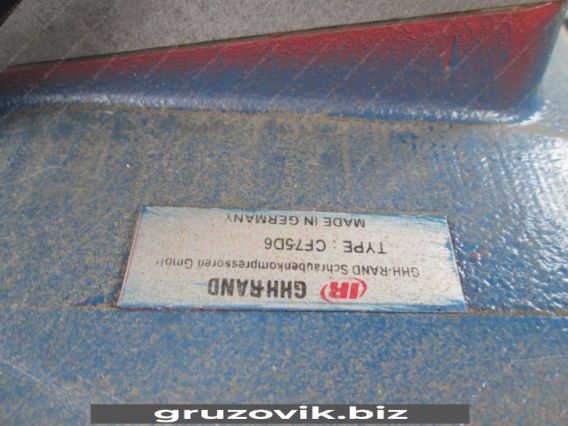 IR GHH-RAND
GHH-RAND Schraubenkompressoren GmbH
TYPE : CF75D6
MADE IN GERMANY
gruzovik.biz